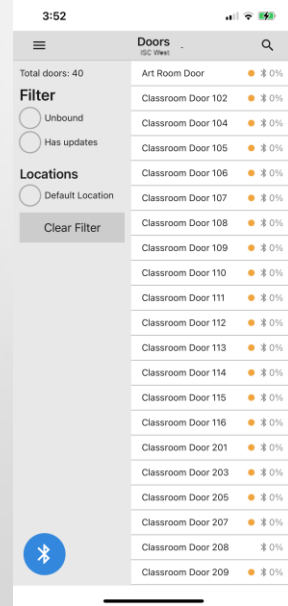 3:52
Doors
ISC West
Total doors: 40
Filter
Unbound
Has updates
Locations
Default Location
Clear Filter
Art Room Door 0%
Classroom Door 102 0%
Classroom Door 104 0%
Classroom Door 105 0%
Classroom Door 106 0%
Classroom Door 107 0%
Classroom Door 108 0%
Classroom Door 109 0%
Classroom Door 110 0%
Classroom Door 111 0%
Classroom Door 112 0%
Classroom Door 113 0%
Classroom Door 114 0%
Classroom Door 115 0%
Classroom Door 116 0%
Classroom Door 201 0%
Classroom Door 203 0%
Classroom Door 205 0%
Classroom Door 207 0%
Classroom Door 208 0%
Classroom Door 209 0%